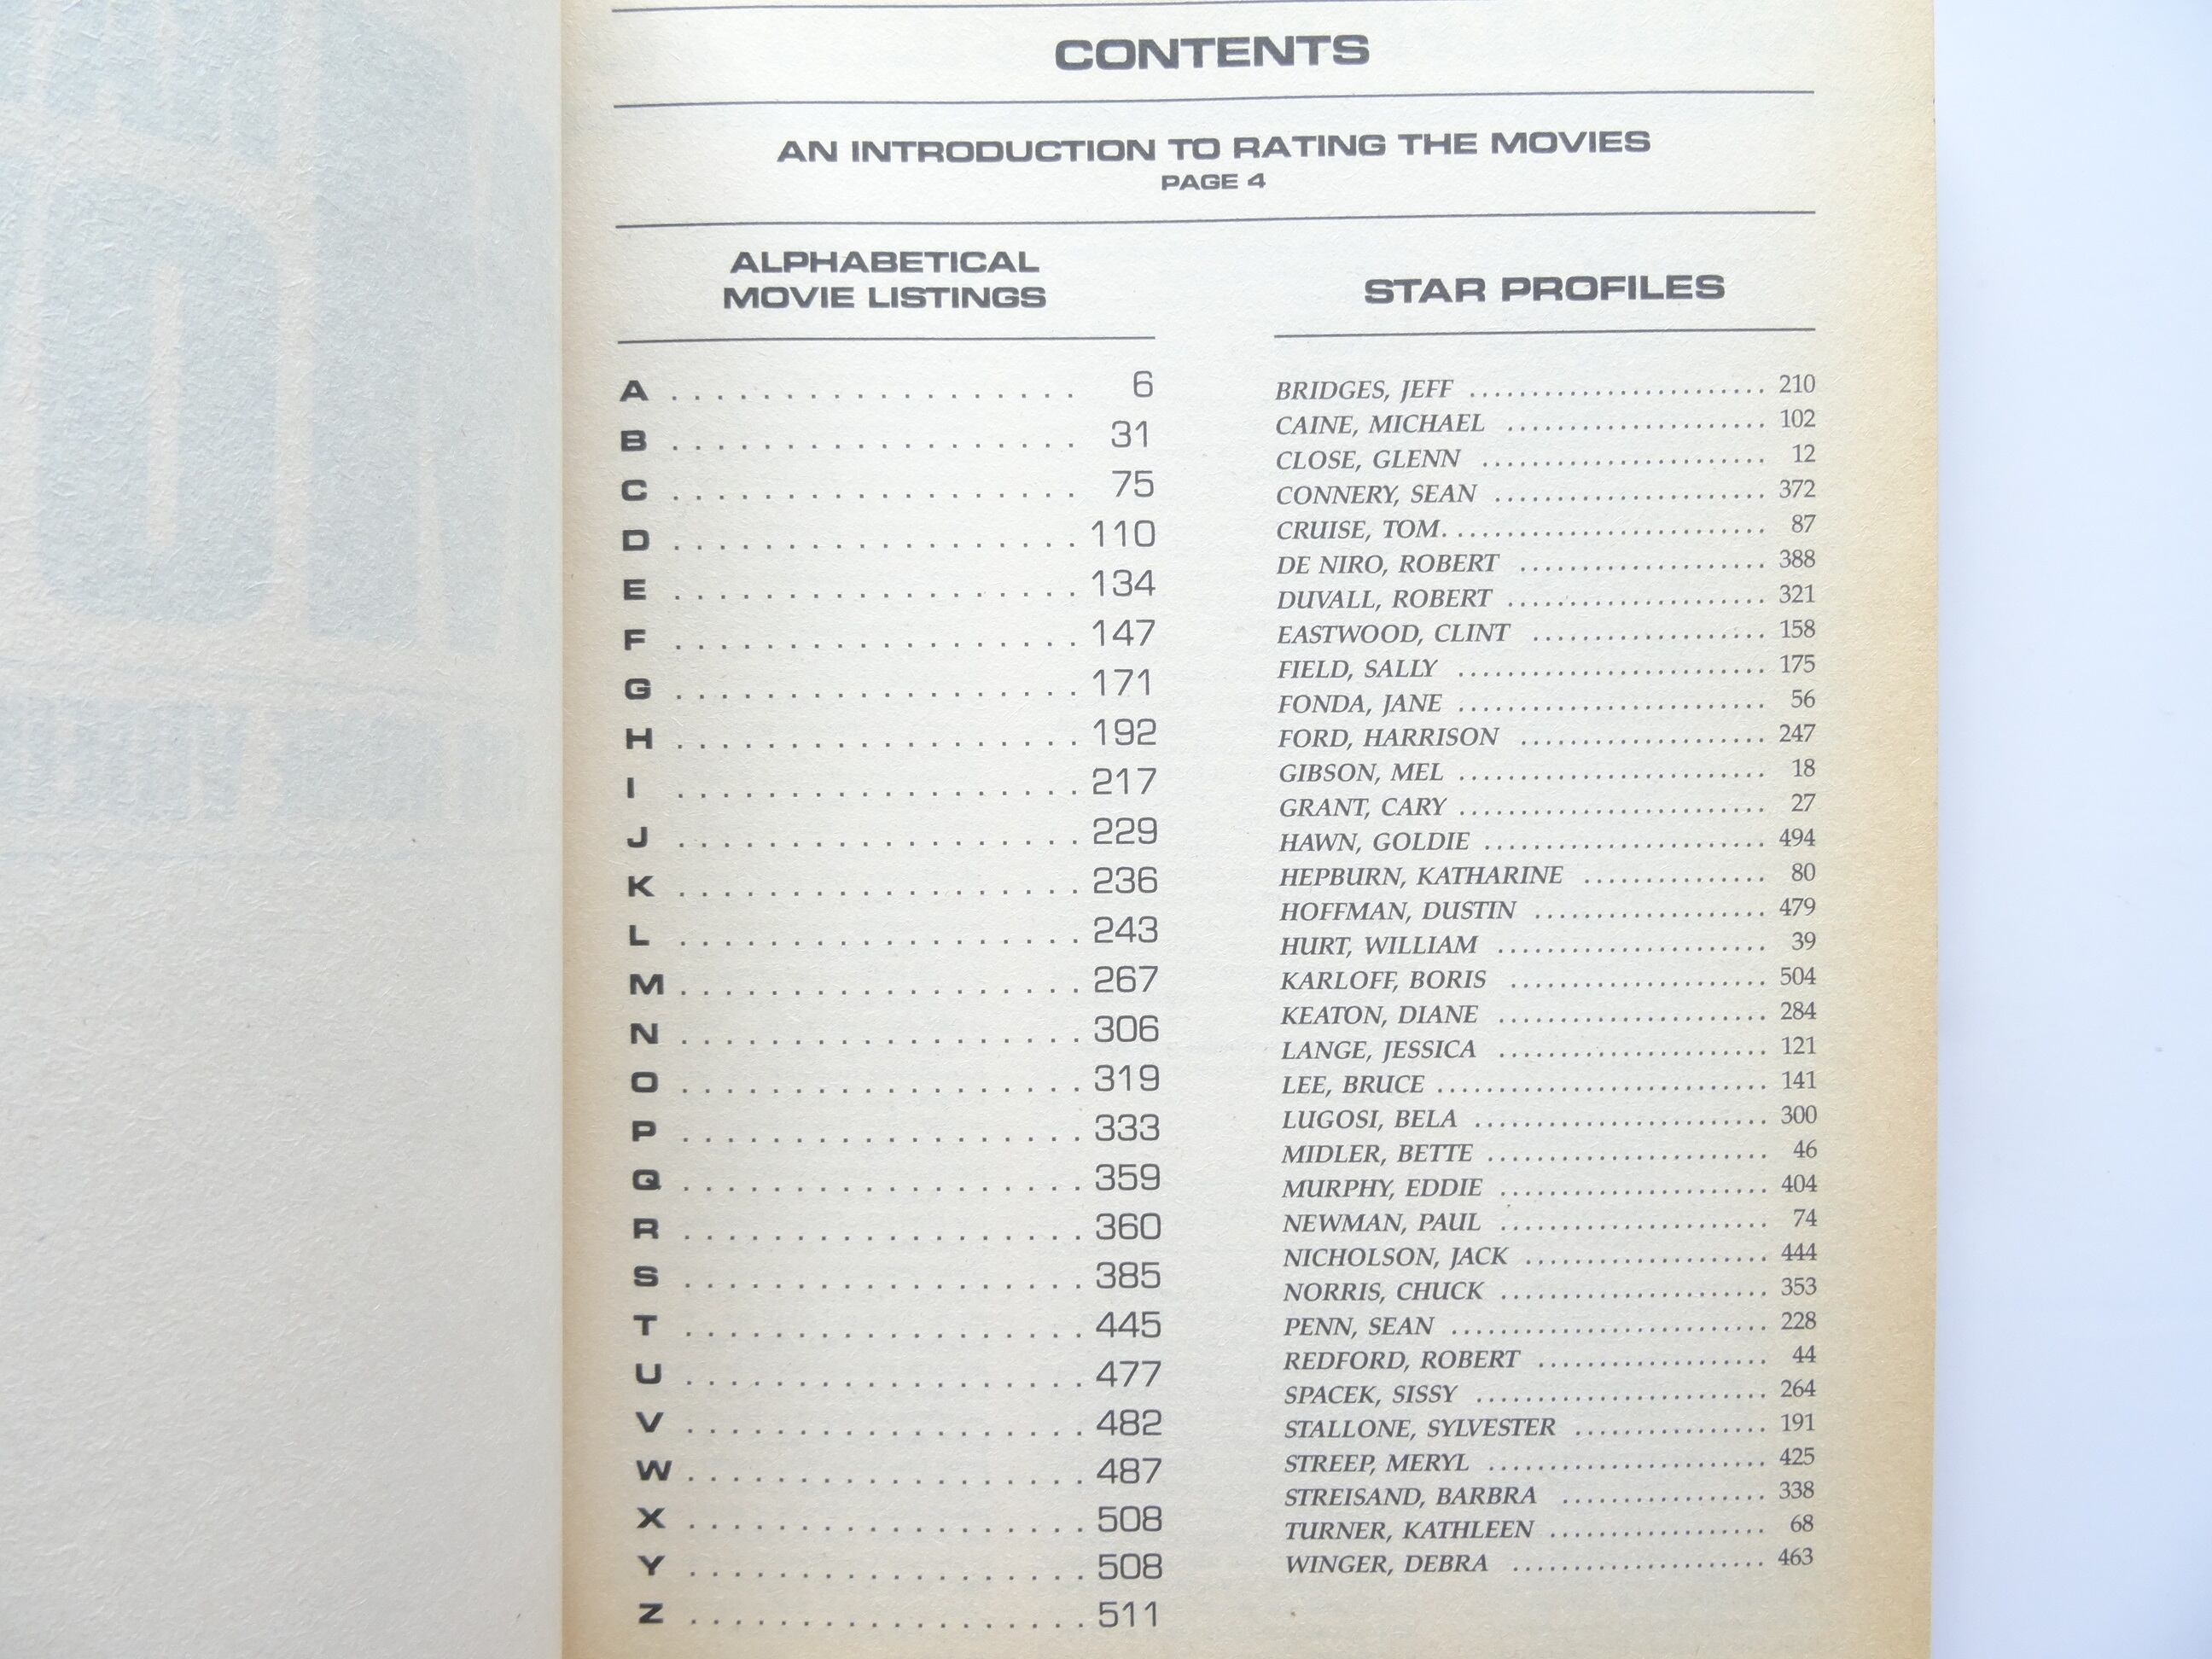 CONTENTS
AN INTRODUCTION TO RATING THE MOVIES
PAGE 4
ALPHABETICAL
MOVIE LISTINGS
A . . . . . . . . . . . . . . . . . . 6
B . . . . . . . . . . . . . . . . . . 31
C . . . . . . . . . . . . . . . . . . 75
D . . . . . . . . . . . . . . . . . . 110
E . . . . . . . . . . . . . . . . . . 134
F . . . . . . . . . . . . . . . . . . 147
G . . . . . . . . . . . . . . . . . . 171
H . . . . . . . . . . . . . . . . . . 192
I . . . . . . . . . . . . . . . . . . 217
J . . . . . . . . . . . . . . . . . . 229
K . . . . . . . . . . . . . . . . . . 236
L . . . . . . . . . . . . . . . . . . 243
M . . . . . . . . . . . . . . . . . . 267
N . . . . . . . . . . . . . . . . . . 306
O . . . . . . . . . . . . . . . . . . 319
P . . . . . . . . . . . . . . . . . . 333
Q . . . . . . . . . . . . . . . . . . 359
R . . . . . . . . . . . . . . . . . . 360
S . . . . . . . . . . . . . . . . . . 385
T . . . . . . . . . . . . . . . . . . 445
U . . . . . . . . . . . . . . . . . . 477
V . . . . . . . . . . . . . . . . . . 482
W . . . . . . . . . . . . . . . . . . 487
X . . . . . . . . . . . . . . . . . . 508
Y . . . . . . . . . . . . . . . . . . 508
Z . . . . . . . . . . . . . . . . . . 511
STAR PROFILES
BRIDGES, JEFF ........................ 210
CAINE, MICHAEL ..................... 102
CLOSE, GLENN ....................... 12
CONNERY, SEAN ...................... 372
CRUISE, TOM. ......................... 87
DE NIRO, ROBERT .................... 388
DUVALL, ROBERT ..................... 321
EASTWOOD, CLINT ................... 158
FIELD, SALLY ......................... 175
FONDA, JANE ......................... 56
FORD, HARRISON .................... 247
GIBSON, MEL ......................... 18
GRANT, CARY ......................... 27
HAWN, GOLDIE ....................... 494
HEPBURN, KATHARINE ............... 80
HOFFMAN, DUSTIN ................... 479
HURT, WILLIAM ...................... 39
KARLOFF, BORIS ..................... 504
KEATON, DIANE ...................... 284
LANGE, JESSICA ...................... 121
LEE, BRUCE ........................... 141
LUGOSI, BELA ........................ 300
MIDLER, BETTE ....................... 46
MURPHY, EDDIE ...................... 404
NEWMAN, PAUL ...................... 74
NICHOLSON, JACK .................... 444
NORRIS, CHUCK ...................... 353
PENN, SEAN .......................... 228
REDFORD, ROBERT ................... 44
SPACEK, SISSY ........................ 264
STALLONE, SYLVESTER ................ 191
STREEP, MERYL ....................... 425
STREISAND, BARBRA ................. 338
TURNER, KATHLEEN .................. 68
WINGER, DEBRA ..................... 463